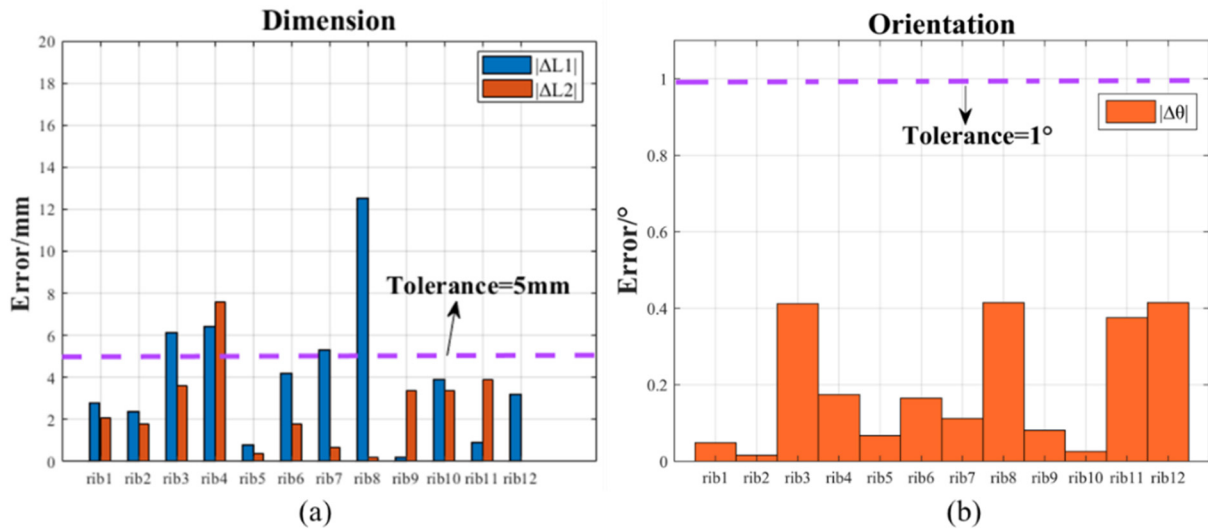 Dimension
Error/mm
20
18
16
14
12
10
8
6
4
2
0
|ΔL1|
|ΔL2|
Tolerance=5mm
rib1 rib2 rib3 rib4 rib5 rib6 rib7 rib8 rib9 rib10 rib11 rib12
(a)
Orientation
Error/°
1
0.8
0.6
0.4
0.2
0
|Δθ|
Tolerance=1°
rib1 rib2 rib3 rib4 rib5 rib6 rib7 rib8 rib9 rib10 rib11 rib12
(b)